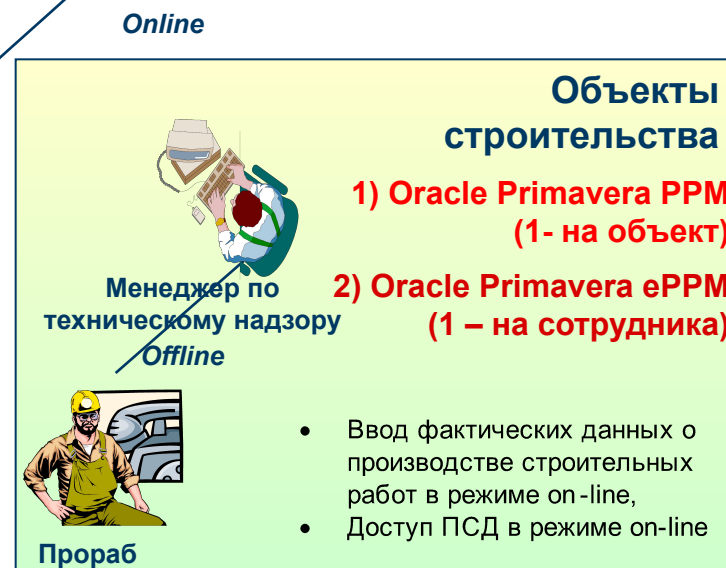 Online
Объекты
строительства
1) Oracle Primavera PPM
(1- на объект)
2) Oracle Primavera ePPM
(1 – на сотрудника)
Менеджер по
техническому надзору
Offline
• Ввод фактических данных о
производстве строительных
работ в режиме on-line,
• Доступ ПСД в режиме on-line
Прораб